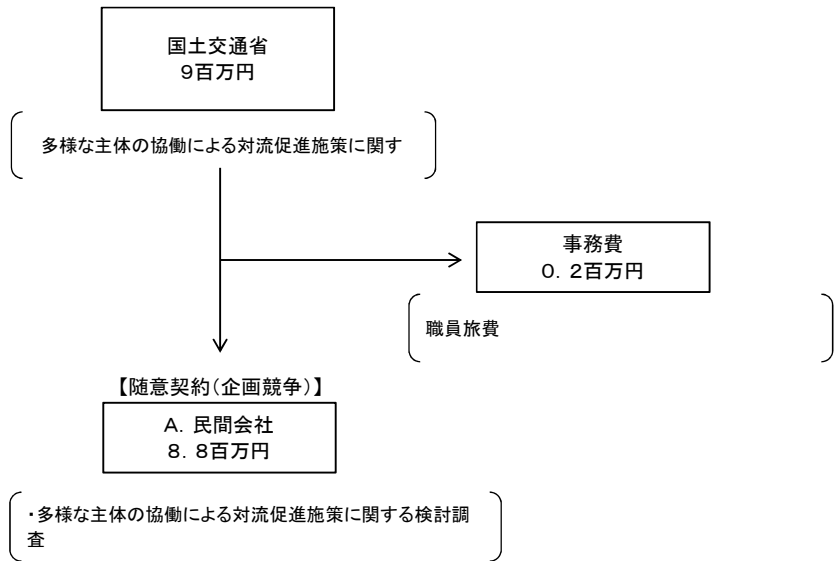 国土交通省
9百万円
多様な主体の協働による対流促進施策に関す
事務費
0．2百万円
職員旅費
【随意契約（企画競争）】
A．民間会社
8．8百万円
・多様な主体の協働による対流促進施策に関する検討調
査